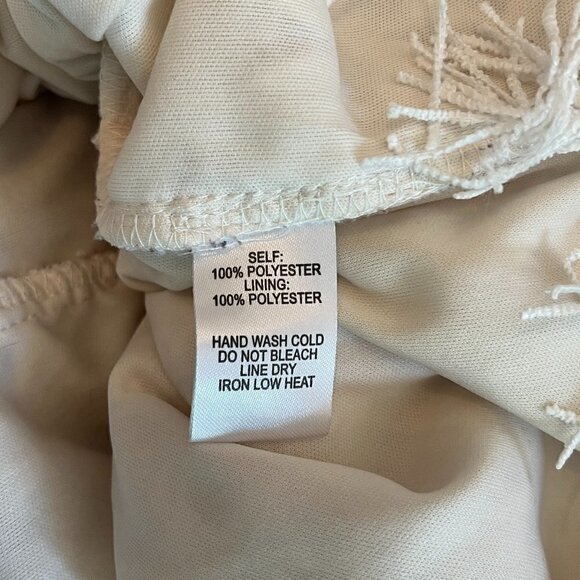 SELF:
100% POLYESTER
LINING:
100% POLYESTER
HAND WASH COLD
DO NOT BLEACH
LINE DRY
IRON LOW HEAT